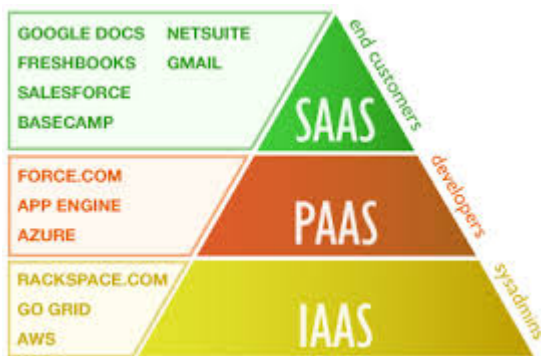 GOOGLE DOCS NETSUITE
FRESHBOOKS GMAIL
SALESFORCE
BASECAMP
SAAS
end customers
FORCE.COM
APP ENGINE
AZURE
PAAS
developers
RACKSPACE.COM
GO GRID
AWS
IAAS
sysadmins